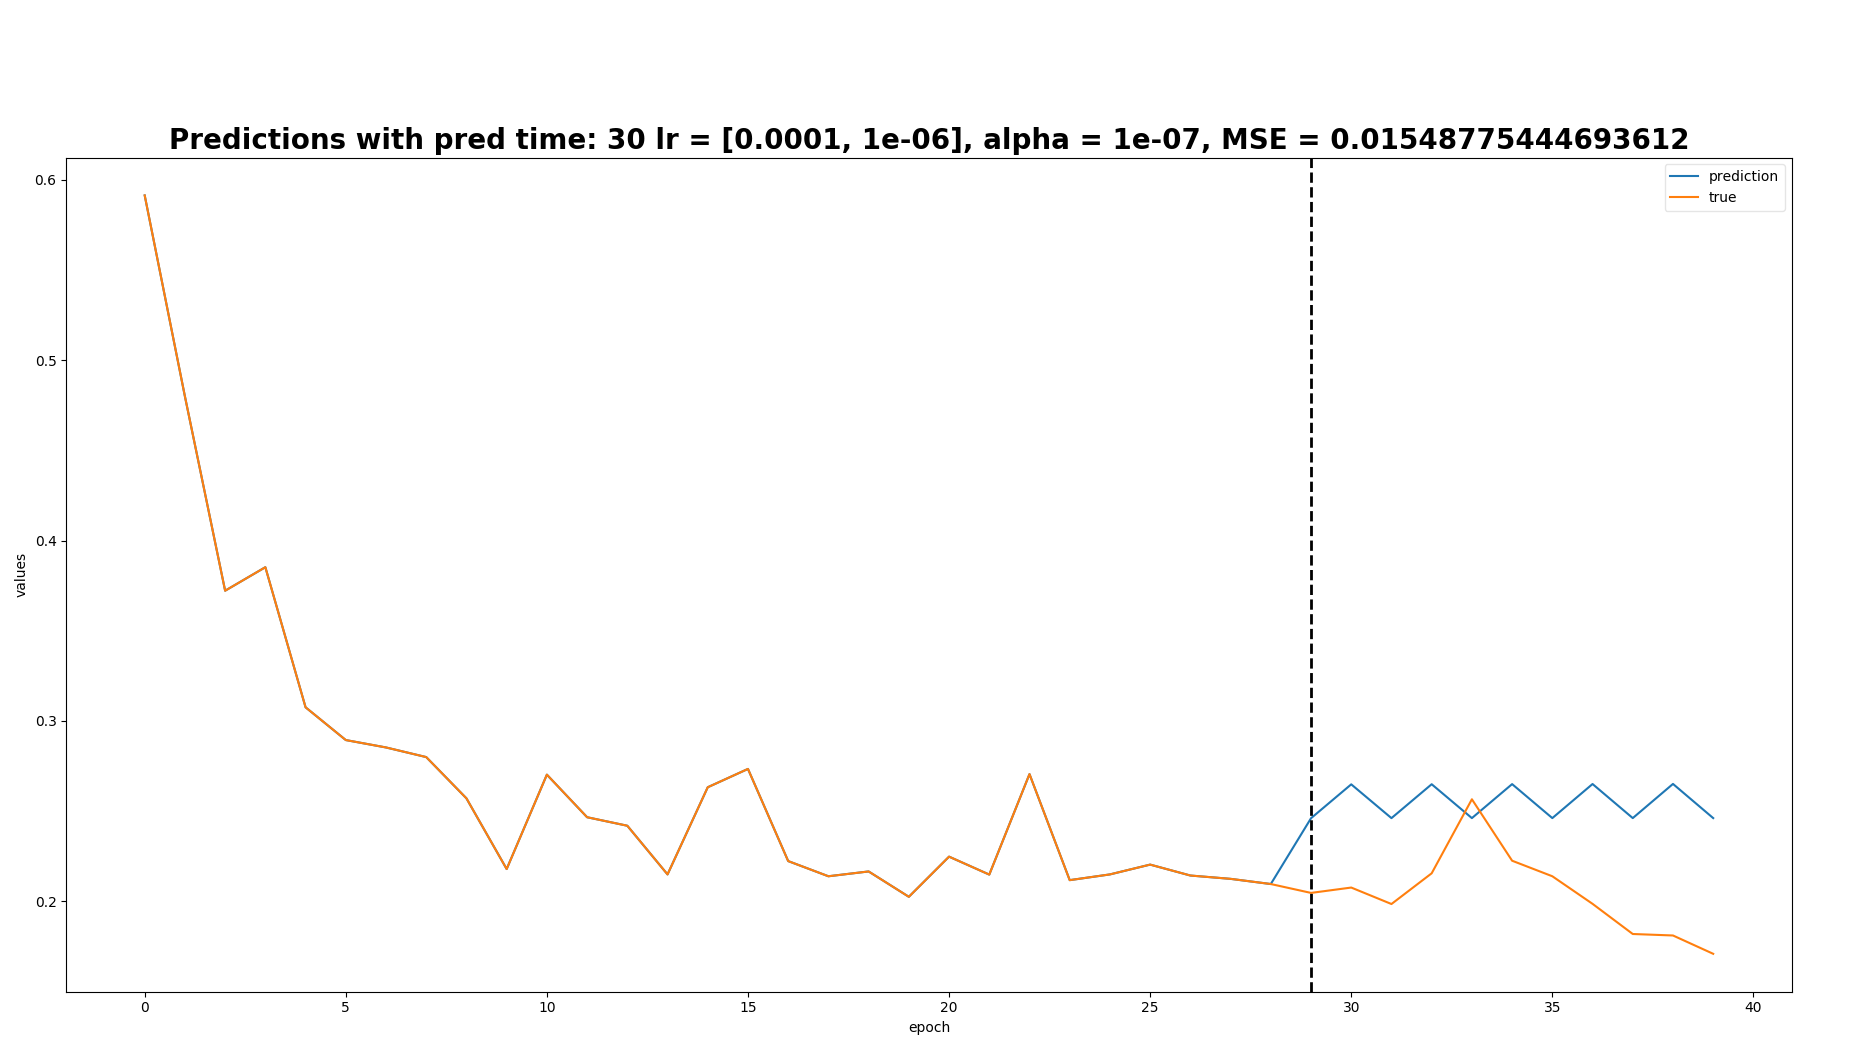 Predictions with pred time: 30 lr = [0.0001, 1e-06], alpha = 1e-07, MSE = 0.01548775444693612
prediction
true
0.6
0.5
0.4
0.3
0.2
values
0 5 10 15 20 25 30 35 40
epoch